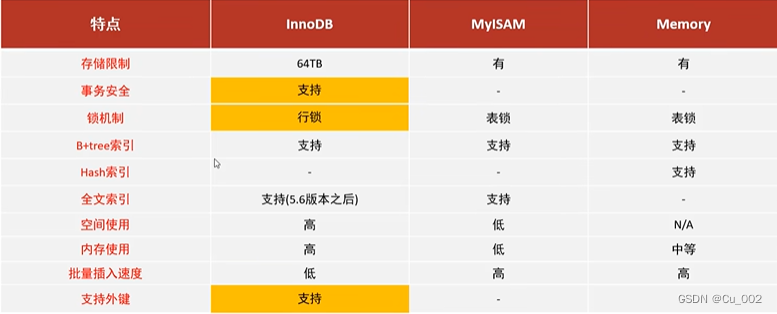 特点 InnoDB MyISAM Memory
存储限制 64TB 有 有
事务安全 支持 - -
锁机制 行锁 表锁 表锁
B+tree索引 支持 支持 支持
Hash索引 - - 支持
全文索引 支持(5.6版本之后) 支持 -
空间使用 高 低 N/A
内存使用 高 低 中等
批量插入速度 低 高 高
支持外键 支持 -
GSDN @Cu_002